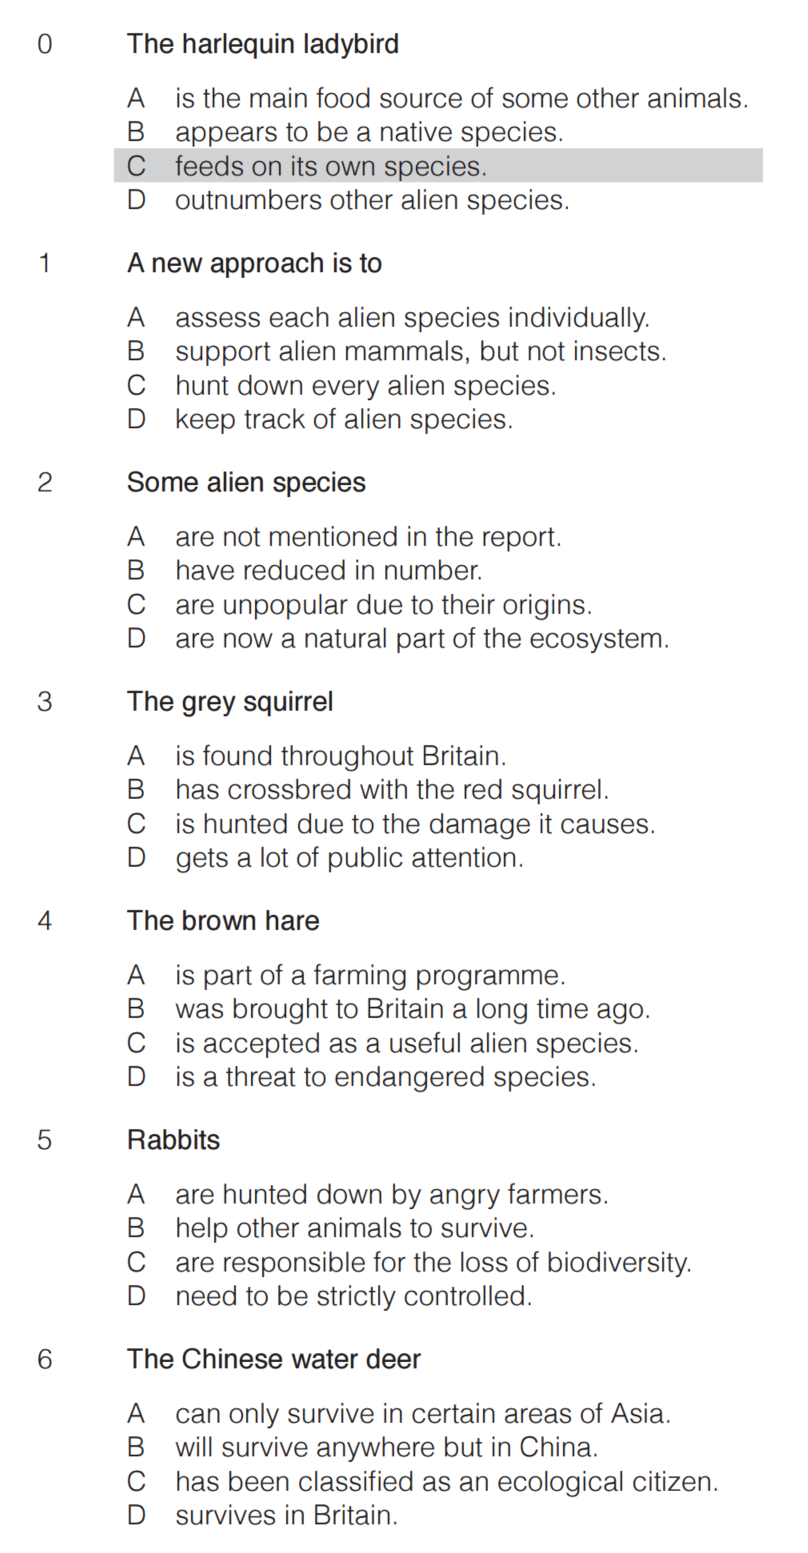 0 The harlequin ladybird
A is the main food source of some other animals.
B appears to be a native species.
C feeds on its own species.
D outnumbers other alien species.
1 A new approach is to
A assess each alien species individually.
B support alien mammals, but not insects.
C hunt down every alien species.
D keep track of alien species.
2 Some alien species
A are not mentioned in the report.
B have reduced in number.
C are unpopular due to their origins.
D are now a natural part of the ecosystem.
3 The grey squirrel
A is found throughout Britain.
B has crossbred with the red squirrel.
C is hunted due to the damage it causes.
D gets a lot of public attention.
4 The brown hare
A is part of a farming programme.
B was brought to Britain a long time ago.
C is accepted as a useful alien species.
D is a threat to endangered species.
5 Rabbits
A are hunted down by angry farmers.
B help other animals to survive.
C are responsible for the loss of biodiversity.
D need to be strictly controlled.
6 The Chinese water deer
A can only survive in certain areas of Asia.
B will survive anywhere but in China.
C has been classified as an ecological citizen.
D survives in Britain.